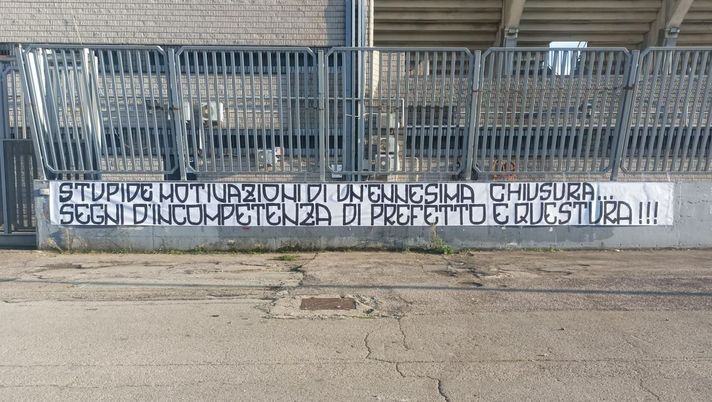 STUPIDE MOTIVAZIONI DI UN'ENNESIMA CHIUSURA...
SEGNI D'INCOMPETENZA DI PREFETTO E QUESTURA!!!